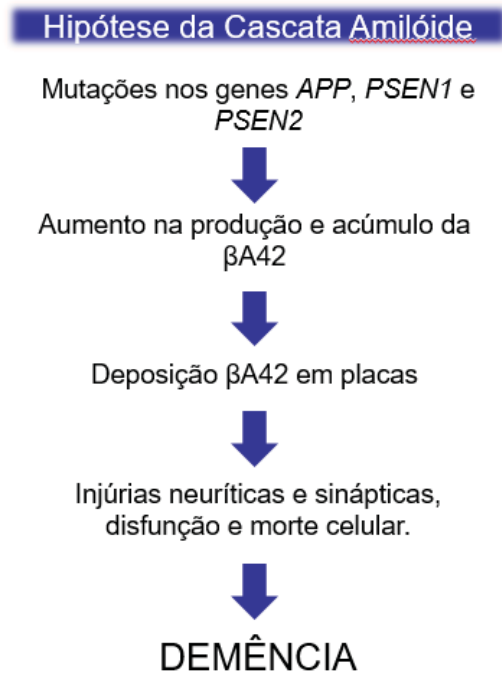 Hipótese da Cascata Amilóide
Mutações nos genes APP, PSEN1 e
PSEN2
Aumento na produção e acúmulo da
βA42
Deposição βA42 em placas
Injúrias neuríticas e sinápticas,
disfunção e morte celular.
DEMÊNCIA